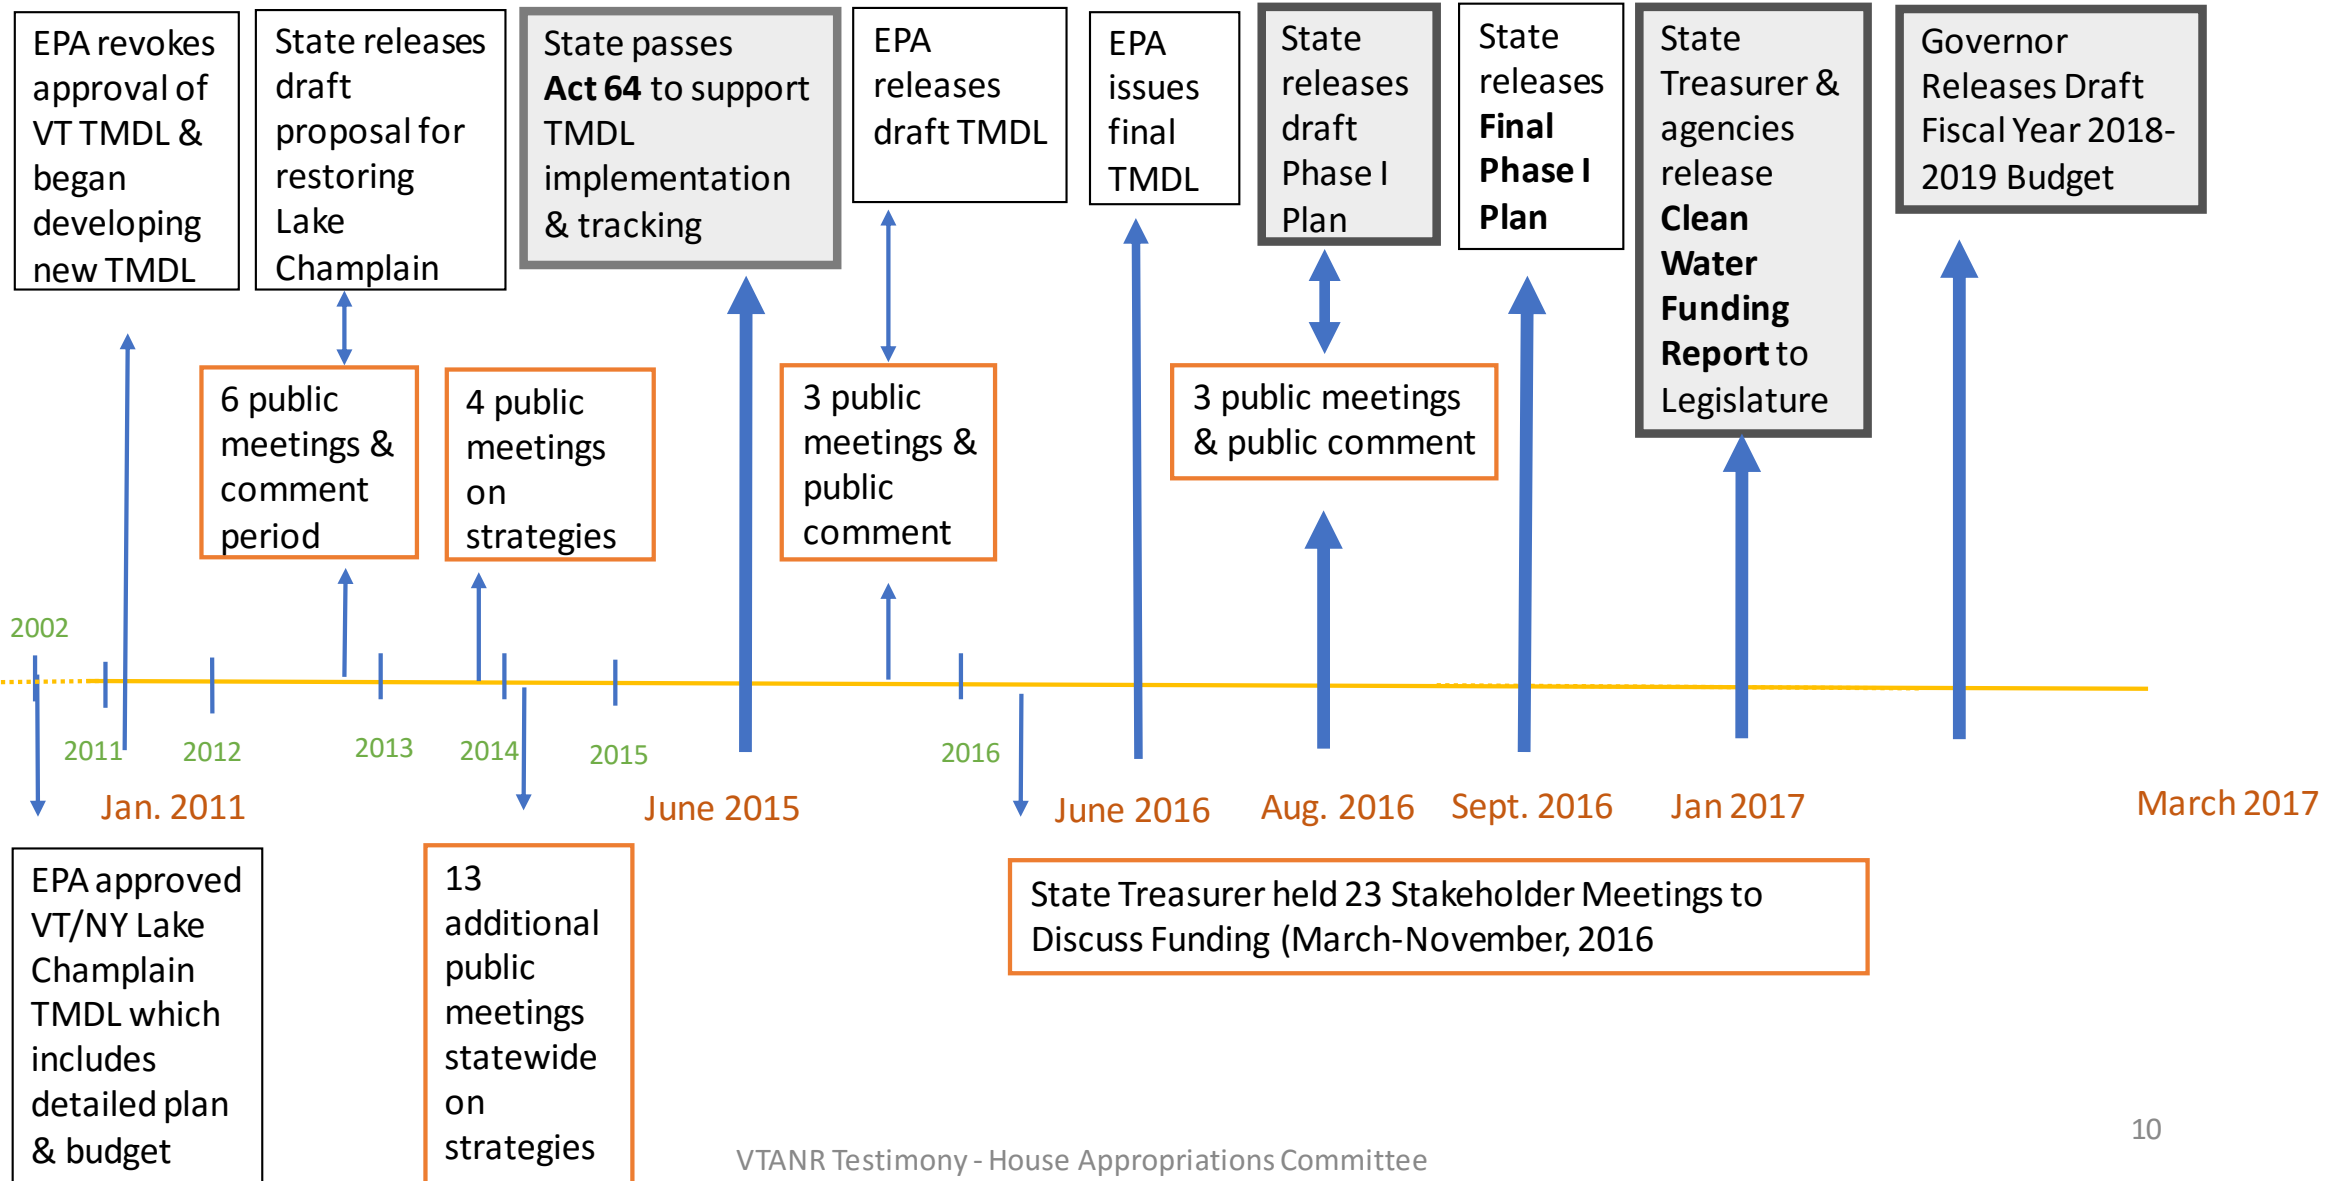 EPA revokes
approval of
VT TMDL &
began
developing
new TMDL
State releases
draft
proposal for
restoring
Lake
Champlain
State passes
Act 64 to support
TMDL
implementation
& tracking
EPA
releases
draft TMDL
EPA
issues
final
TMDL
State
releases
draft
Phase I
Plan
State
releases
Final
Phase I
Plan
State
Treasurer &
agencies
release
Clean
Water
Funding
Report to
Legislature
Governor
Releases Draft
Fiscal Year 2018-
2019 Budget
6 public
meetings &
comment
period
4 public
meetings
on
strategies
3 public
meetings &
public
comment
3 public meetings
& public comment
2002
2011
2012
2013
2014
2015
2016
Jan. 2011
June 2015
June 2016
Aug. 2016
Sept. 2016
Jan 2017
March 2017
EPA approved
VT/NY Lake
Champlain
TMDL which
includes
detailed plan
& budget
13
additional
public
meetings
statewide
on
strategies
State Treasurer held 23 Stakeholder Meetings to
Discuss Funding (March-November, 2016
VTANR Testimony - House Appropriations Committee
10